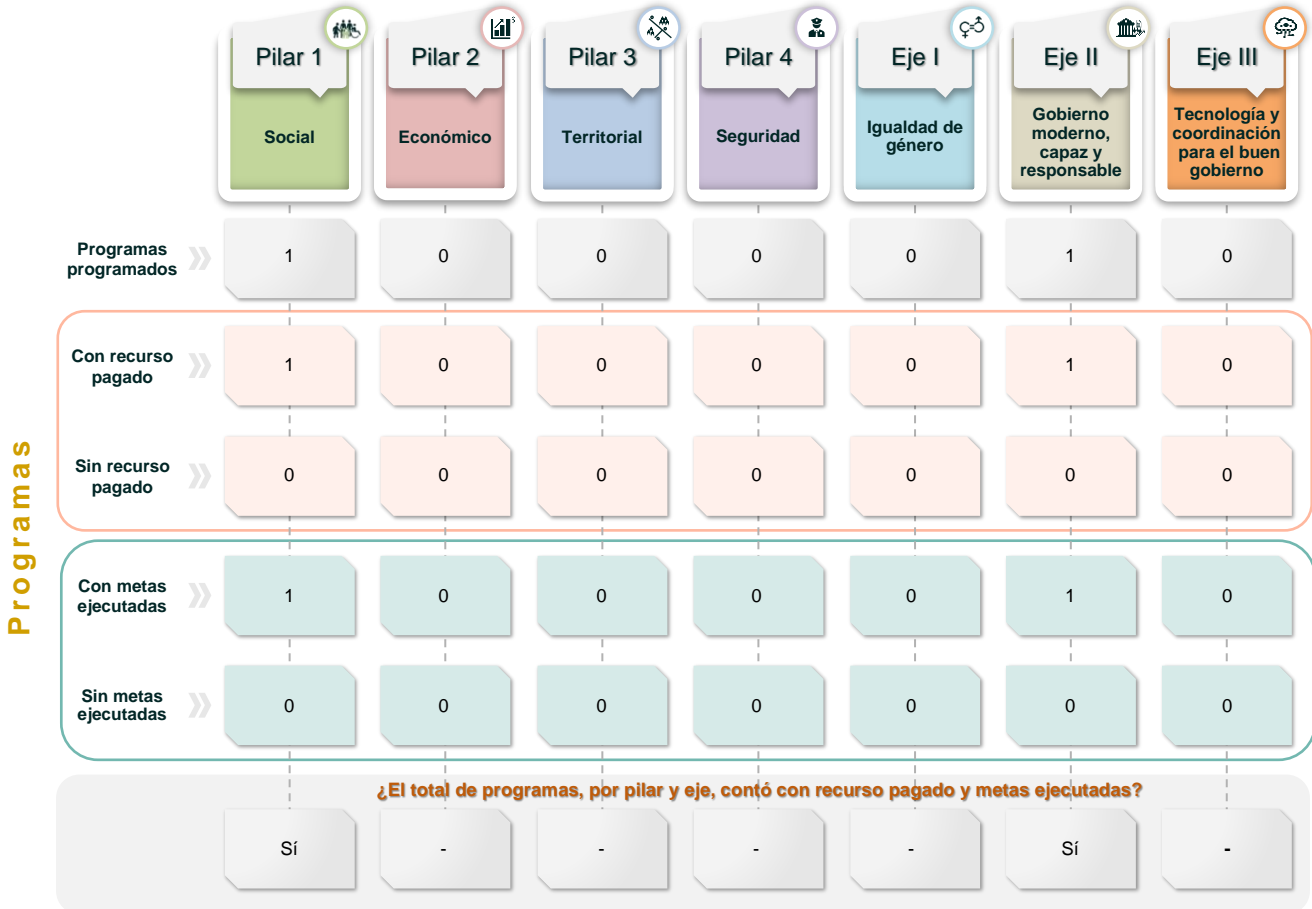 Pilar 1
Pilar 2
Pilar 3
Pilar 4
Eje I
Eje II
Eje III
Social
Económico
Territorial
Seguridad
Igualdad de
género
Gobierno
moderno,
capaz y
responsable
Tecnología y
coordinación
para el buen
gobierno
Programas
Programas
programados
1 0 0 0 0 1 0
Con recurso
pagado
1 0 0 0 0 1 0
Sin recurso
pagado
0 0 0 0 0 0 0
Con metas
ejecutadas
1 0 0 0 0 1 0
Sin metas
ejecutadas
0 0 0 0 0 0 0
¿El total de programas, por pilar y eje, contó con recurso pagado y metas ejecutadas?
Sí - - - - Sí -